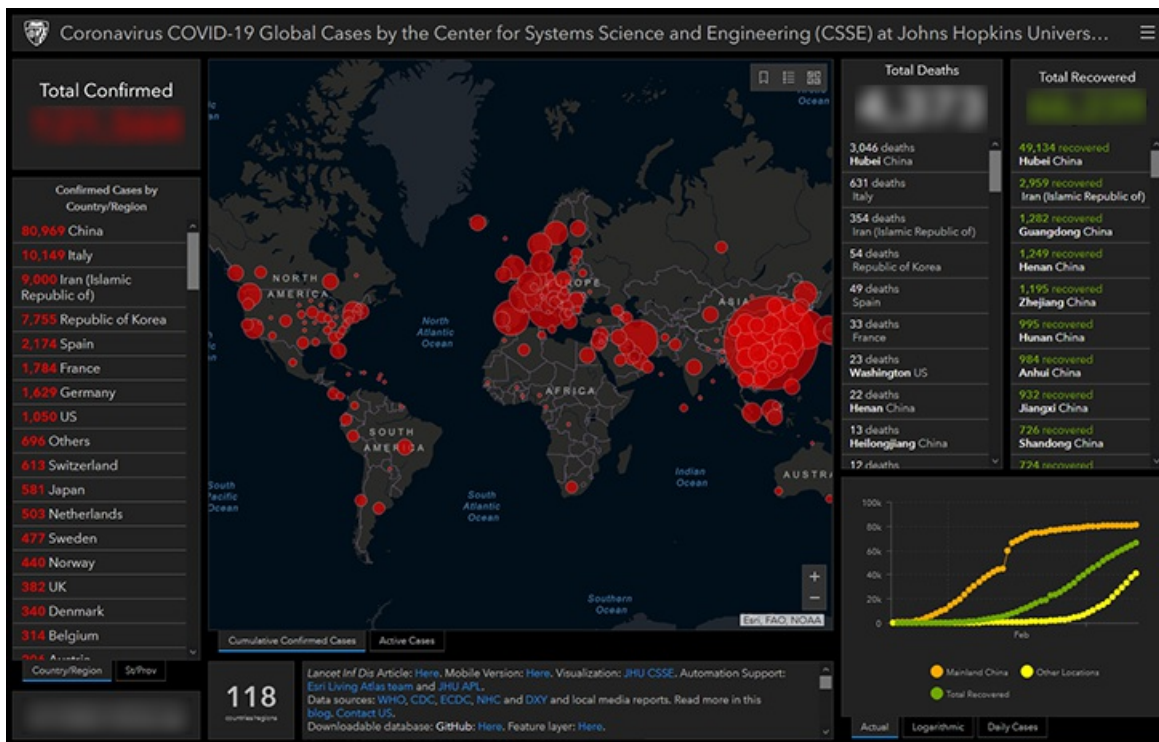 Coronavirus COVID-19 Global Cases by the Center for Systems Science and Engineering (CSSE) at Johns Hopkins Univers...
Total Confirmed
Confirmed Cases by
Country/Region
80,969 China
10,149 Italy
9,000 Iran (Islamic
Republic of)
7,755 Republic of Korea
2,174 Spain
1,784 France
1,629 Germany
1,050 US
696 Others
613 Switzerland
581 Japan
503 Netherlands
477 Sweden
440 Norway
382 UK
340 Denmark
314 Belgium
Austria
Country/Region
St/Prov
Arctic
Ocean
NORTH
AMERICA
North
Atlantic
Ocean
ASIA
AFRICA
SOUTH
AMERICA
South
Pacific
Ocean
South
Atlantic
Ocean
Indian
Ocean
AUSTRA
Southern
Ocean
+
−
Esri, FAO, NOAA
Cumulative Confirmed Cases
Active Cases
118
countries/regions
Lancet Inf Dis Article: Here. Mobile Version: Here. Visualization: JHU CSSE. Automation Support:
Esri Living Atlas team and JHU APL.
Data sources: WHO, CDC, ECDC, NHC and DXY and local media reports. Read more in this
blog. Contact US.
Downloadable database: GitHub: Here. Feature layer: Here.
Total Deaths
3,046 deaths
Hubei China
631 deaths
Italy
354 deaths
Iran (Islamic Republic of)
54 deaths
Republic of Korea
49 deaths
Spain
33 deaths
France
23 deaths
Washington US
22 deaths
Henan China
13 deaths
Heilongjiang China
12 deaths
Total Recovered
49,134 recovered
Hubei China
2,959 recovered
Iran (Islamic Republic of)
1,282 recovered
Guangdong China
1,249 recovered
Henan China
1,195 recovered
Zhejiang China
995 recovered
Hunan China
984 recovered
Anhui China
932 recovered
Jiangxi China
726 recovered
Shandong China
724 recovered
100k
80k
60k
40k
20k
0
Feb
Mainland China
Other Locations
Total Recovered
Actual
Logarithmic
Daily Cases